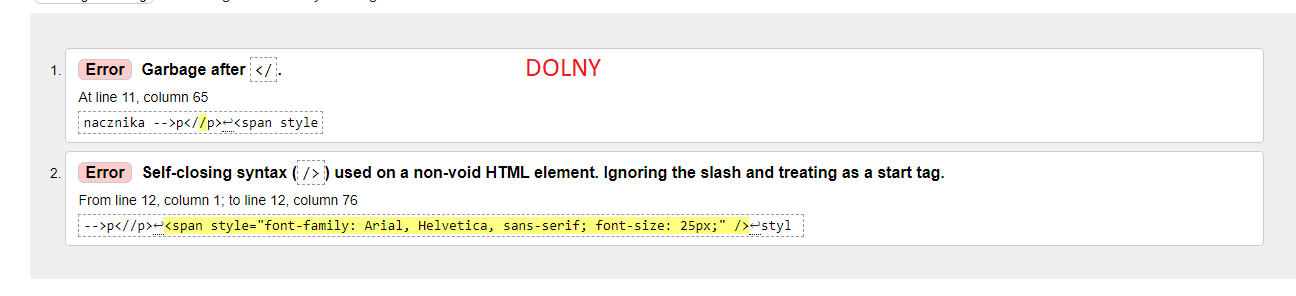 1. Error Garbage after </. DOLNY
At line 11, column 65
nacznika -->p<//p>↩<span style
2. Error Self-closing syntax (/>) used on a non-void HTML element. Ignoring the slash and treating as a start tag.
From line 12, column 1; to line 12, column 76
-->p<//p>↩<span style="font-family: Arial, Helvetica, sans-serif; font-size: 25px;" />↩styl